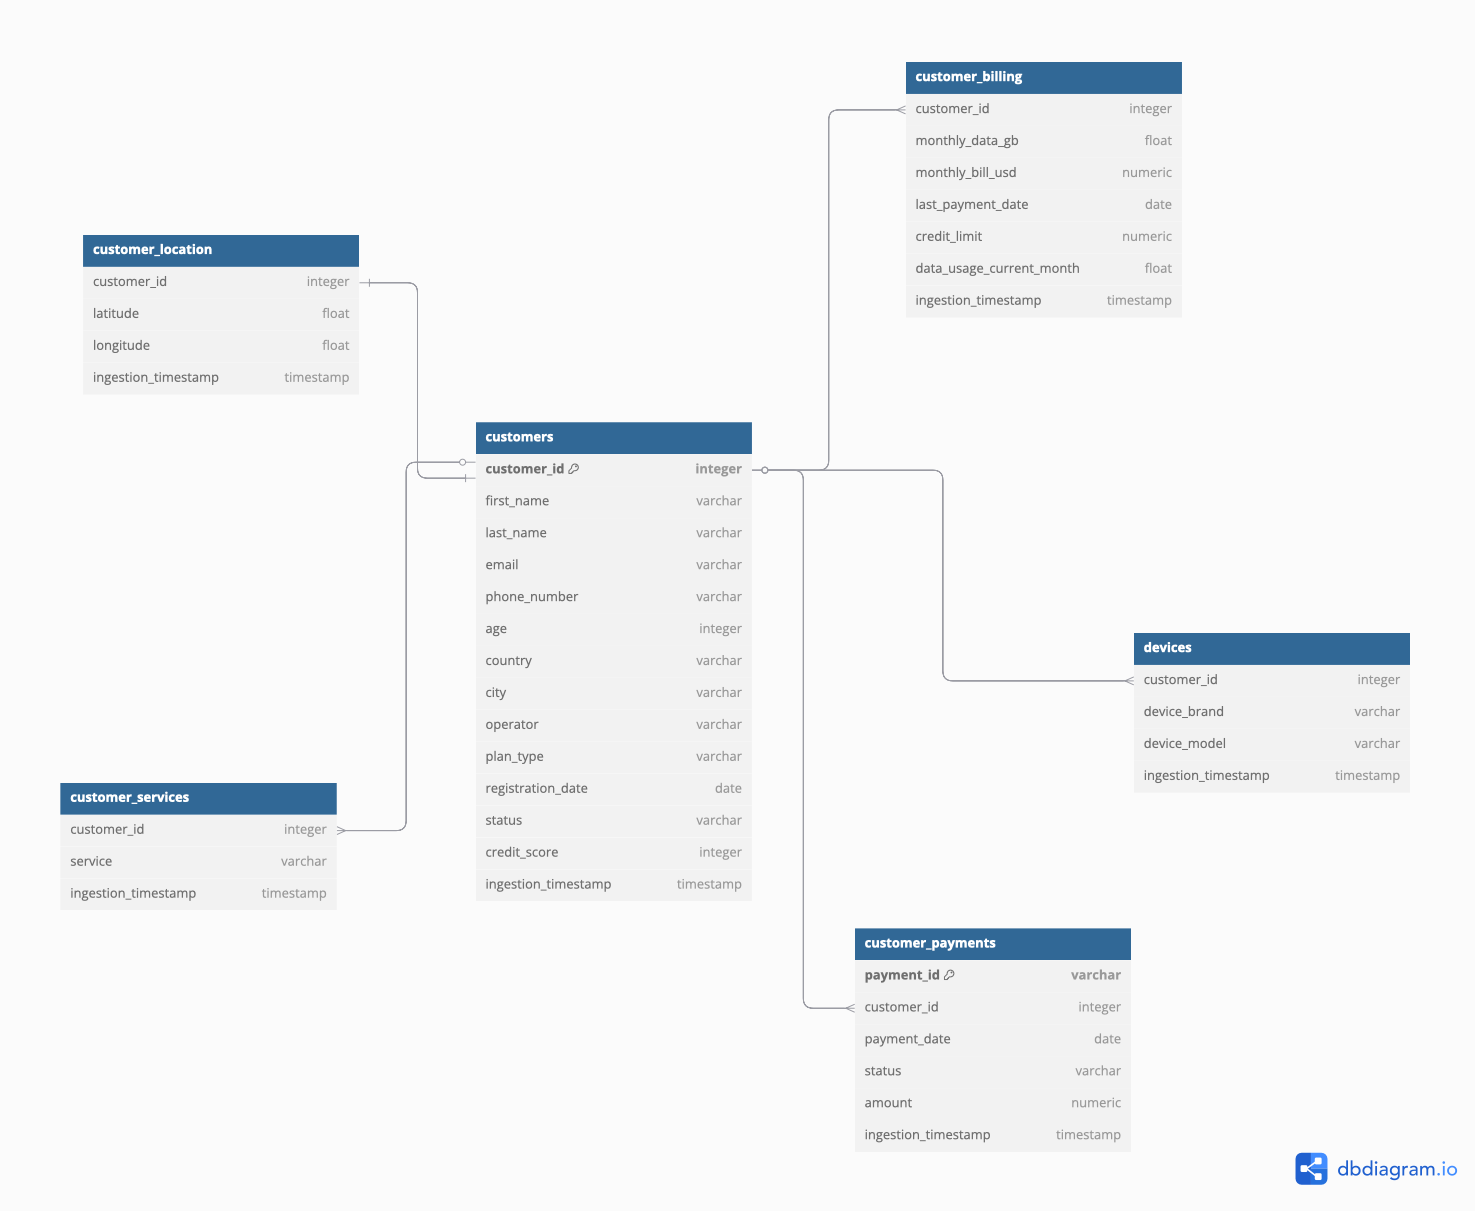 customer_billing
customer_id integer
monthly_data_gb float
monthly_bill_usd numeric
last_payment_date date
credit_limit numeric
data_usage_current_month float
ingestion_timestamp timestamp
customer_location
customer_id integer
latitude float
longitude float
ingestion_timestamp timestamp
customers
customer_id integer
first_name varchar
last_name varchar
email varchar
phone_number varchar
age integer
country varchar
city varchar
operator varchar
plan_type varchar
registration_date date
status varchar
credit_score integer
ingestion_timestamp timestamp
devices
customer_id integer
device_brand varchar
device_model varchar
ingestion_timestamp timestamp
customer_services
customer_id integer
service varchar
ingestion_timestamp timestamp
customer_payments
payment_id varchar
customer_id integer
payment_date date
status varchar
amount numeric
ingestion_timestamp timestamp
dbdiagram.io